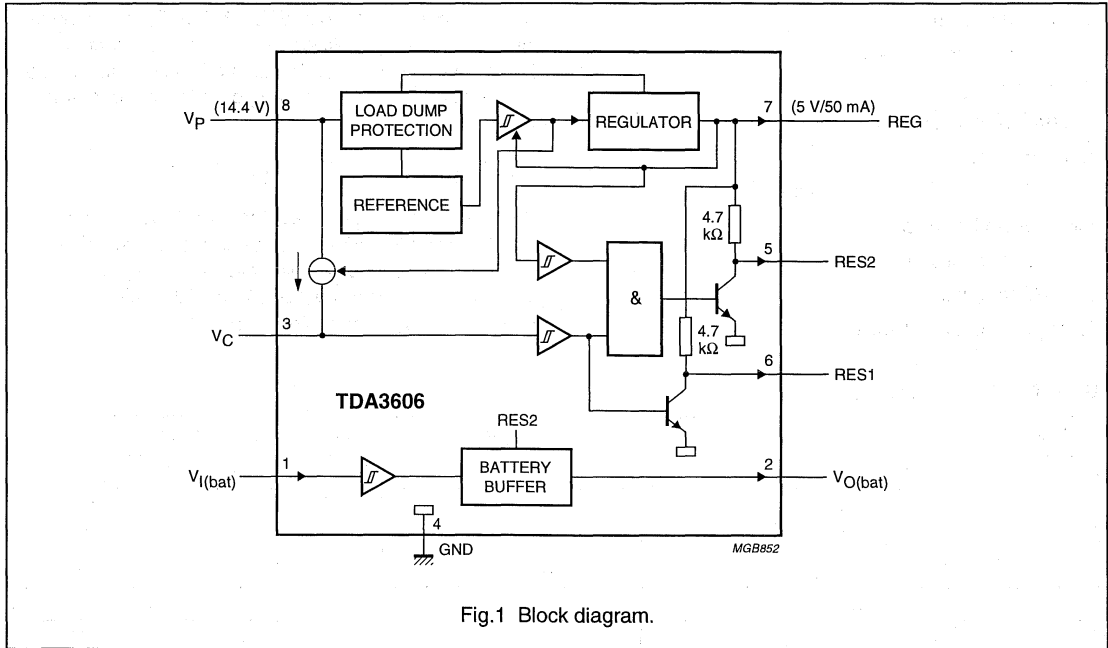 V_P (14.4 V) 8
LOAD DUMP
PROTECTION
REGULATOR
7 (5 V/50 mA)
REG
REFERENCE
4.7
kΩ
5
RES2
&
V_C 3
4.7
kΩ
6
RES1
TDA3606
RES2
V_I(bat) 1
BATTERY
BUFFER
2
V_O(bat)
4
GND
MGB852
Fig.1 Block diagram.